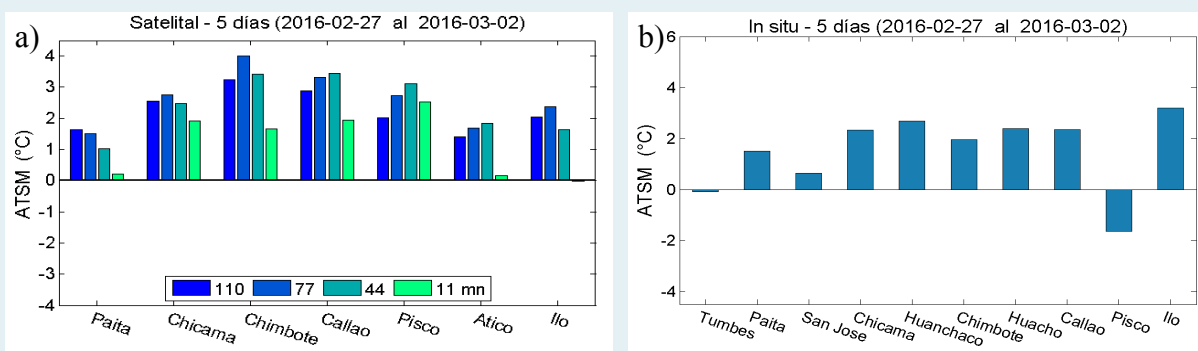 a)
Satelital - 5 días (2016-02-27 al 2016-03-02)
ATSM (°C)
4
3
2
1
0
-1
-2
-3
-4
110 77 44 11 mn
Paita Chicama Chimbote Callao Pisco Atico Ilo
b)
In situ - 5 días (2016-02-27 al 2016-03-02)
ATSM (°C)
6
4
2
0
-2
-4
Tumbes Paita San Jose Chicama Huanchaco Chimbote Huacho Callao Pisco Ilo